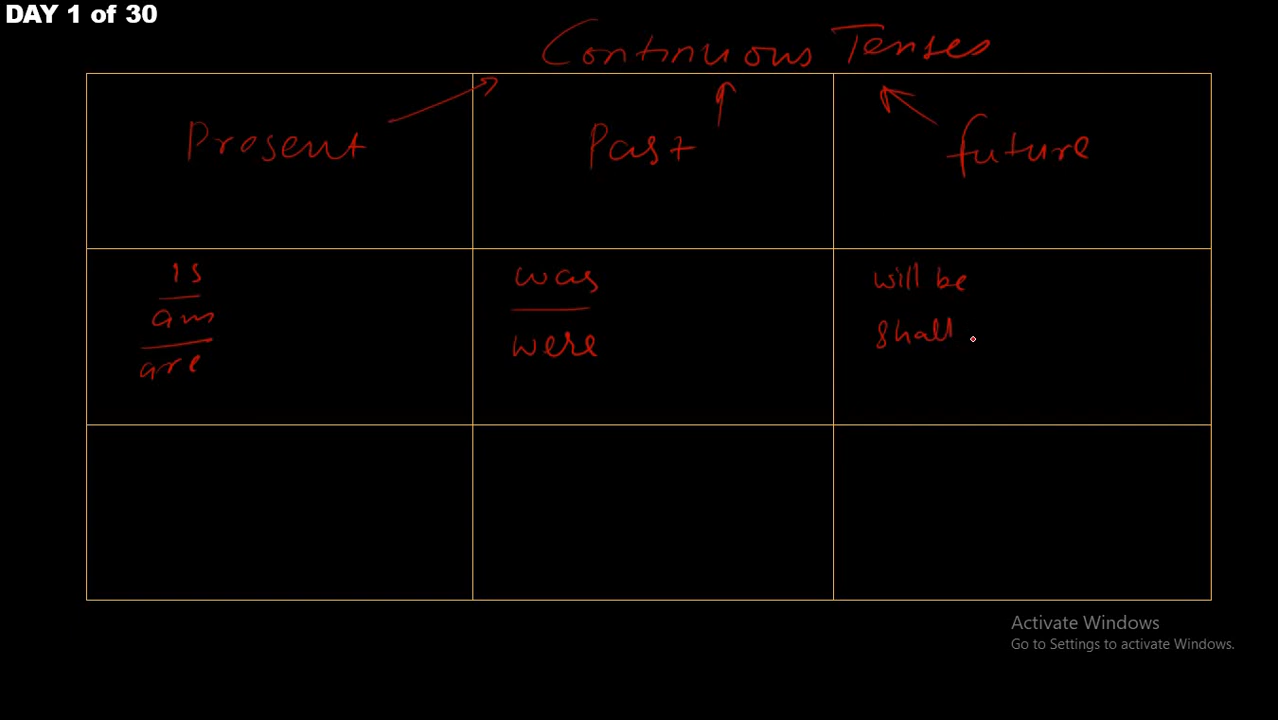 DAY 1 of 30
Continuous Tenses
Present
Past
future
is
am
are
was
were
will be
shall
Activate Windows
Go to Settings to activate Windows.